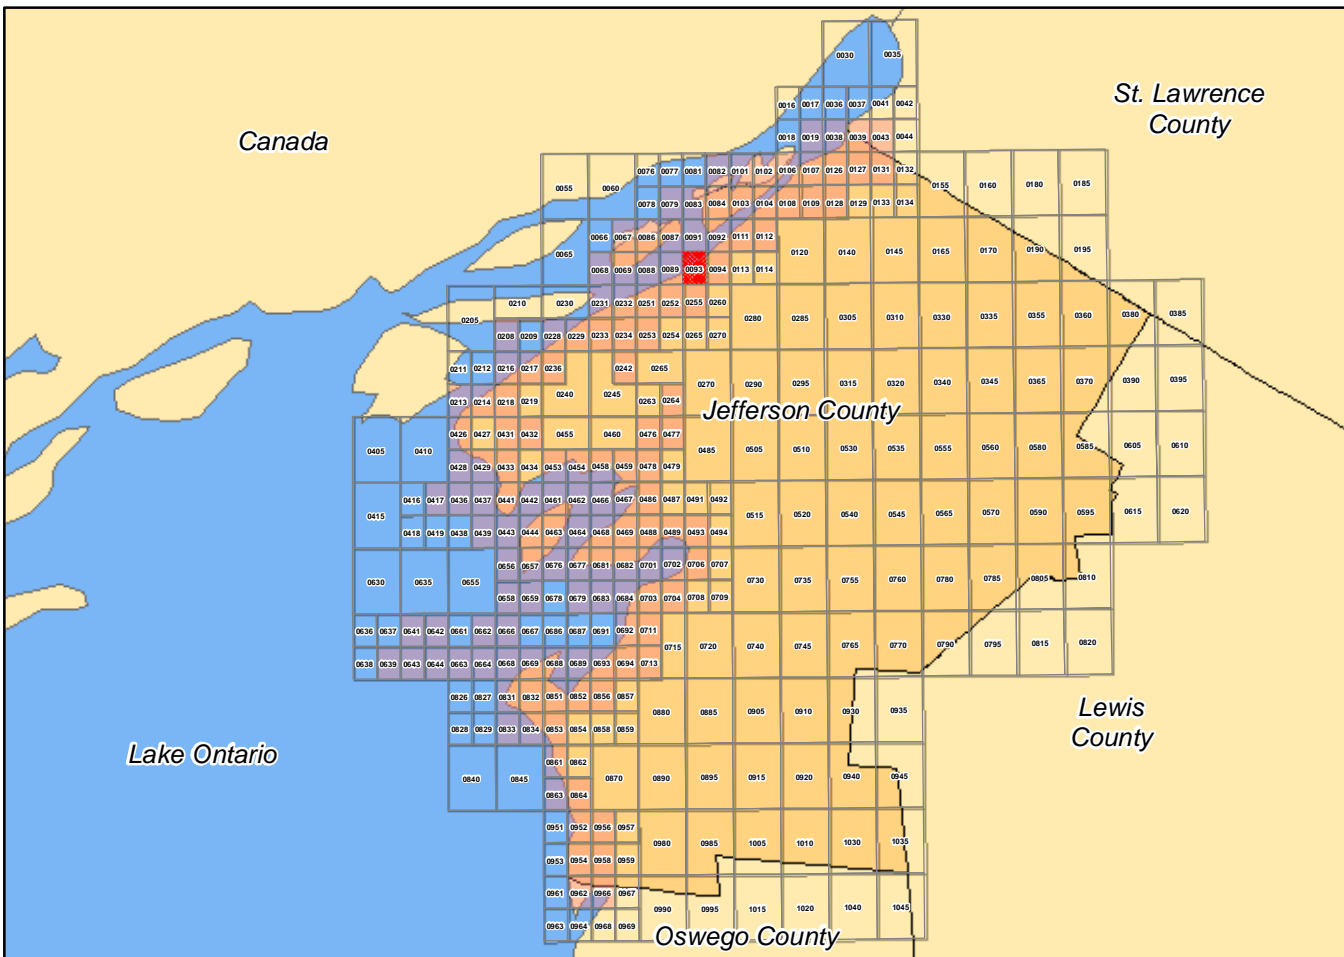 0030 0035
St. Lawrence
County
0016 0017 0036 0037 0041 0042
Canada
0018 0019 0038 0039 0043 0044
0076 0077 0081 0082 0101 0102 0106 0107 0126 0127 0131 0132
0055 0060 0155 0160 0180 0185
0078 0079 0083 0084 0103 0104 0108 0109 0128 0129 0133 0134
0066 0067 0086 0087 0091 0092 0111 0112
0065 0120 0140 0145 0165 0170 0190 0195
0068 0069 0088 0089 0093 0094 0113 0114
0210 0230 0231 0232 0251 0252 0255 0260
0205 0280 0285 0305 0310 0330 0335 0355 0360 0380 0385
0208 0209 0228 0229 0233 0234 0253 0254 0265 0270
0211 0212 0216 0217 0236 0242 0265
0270 0290 0295 0315 0320 0340 0345 0365 0370 0390 0395
0213 0214 0218 0219 0240 0245 0263 0264
Jefferson County
0426 0427 0431 0432 0455 0460 0476 0477
0405 0410 0485 0505 0510 0530 0535 0555 0560 0580 0585 0605 0610
0428 0429 0433 0434 0453 0454 0458 0459 0478 0479
0416 0417 0436 0437 0441 0442 0461 0462 0466 0467 0486 0487 0491 0492
0415 0515 0520 0540 0545 0565 0570 0590 0595 0615 0620
0418 0419 0438 0439 0443 0444 0463 0464 0468 0469 0488 0489 0493 0494
0656 0657 0676 0677 0681 0682 0701 0702 0706 0707
0630 0635 0655 0730 0735 0755 0760 0780 0785 0805 0810
0658 0659 0678 0679 0683 0684 0703 0704 0708 0709
0636 0637 0641 0642 0661 0662 0666 0667 0686 0687 0691 0692 0711
0715 0720 0740 0745 0765 0770 0790 0795 0815 0820
0638 0639 0643 0644 0663 0664 0668 0669 0688 0689 0693 0694 0713
0826 0827 0831 0832 0851 0852 0856 0857
0880 0885 0905 0910 0930 0935
Lewis
County
0828 0829 0833 0834 0853 0854 0858 0859
Lake Ontario
0861 0862
0840 0845 0870 0890 0895 0915 0920 0940 0945
0863 0864
0951 0952 0956 0957
0980 0985 1005 1010 1030 1035
0953 0954 0958 0959
0961 0962 0966 0967
0990 0995 1015 1020 1040 1045
0963 0964 0968 0969
Oswego County